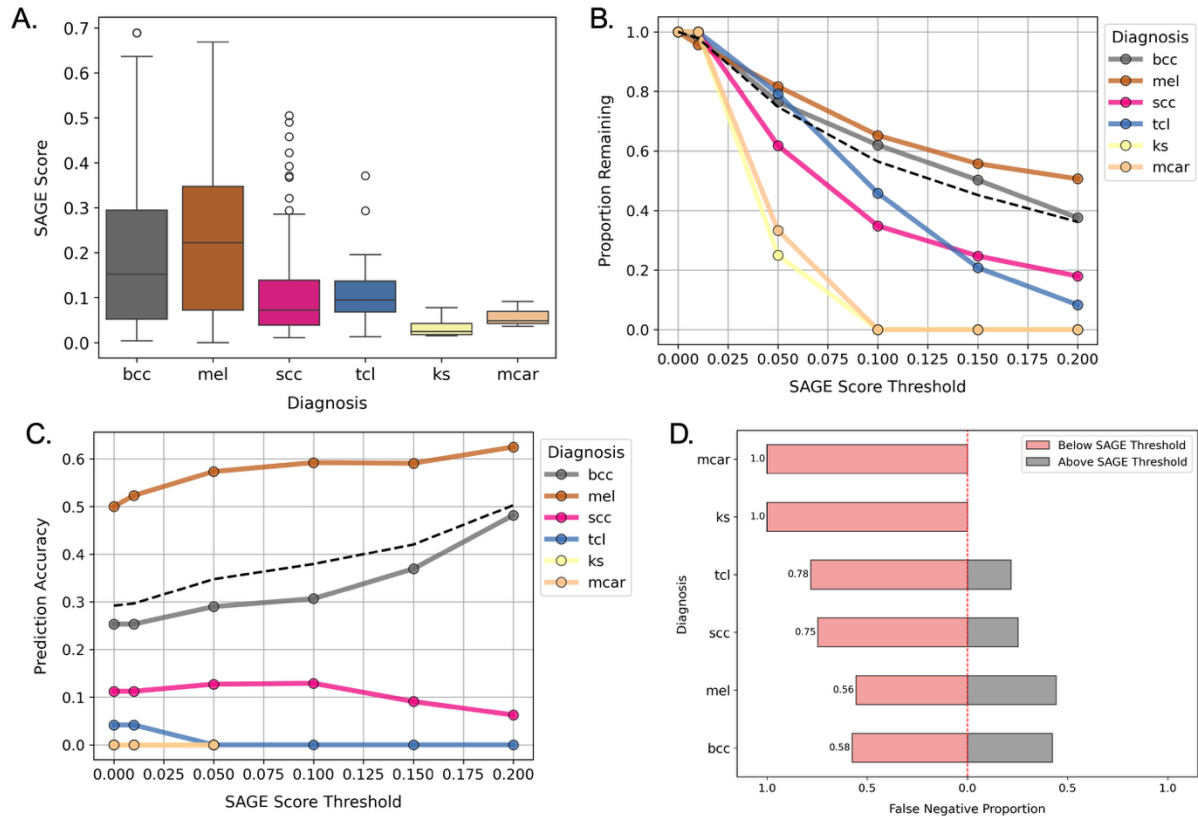 A.
0.7
0.6
0.5
0.4
0.3
0.2
0.1
0.0
SAGE Score
bcc mel scc tcl ks mcar
Diagnosis
B.
1.0
0.8
0.6
0.4
0.2
0.0
Proportion Remaining
0.000 0.025 0.050 0.075 0.100 0.125 0.150 0.175 0.200
SAGE Score Threshold
Diagnosis
bcc
mel
scc
tcl
ks
mcar
C.
0.6
0.5
0.4
0.3
0.2
0.1
0.0
Prediction Accuracy
0.000 0.025 0.050 0.075 0.100 0.125 0.150 0.175 0.200
SAGE Score Threshold
Diagnosis
bcc
mel
scc
tcl
ks
mcar
D.
Below SAGE Threshold
Above SAGE Threshold
Diagnosis
mcar 1.0
ks 1.0
tcl 0.78
scc 0.75
mel 0.56
bcc 0.58
1.0 0.5 0.0 0.5 1.0
False Negative Proportion